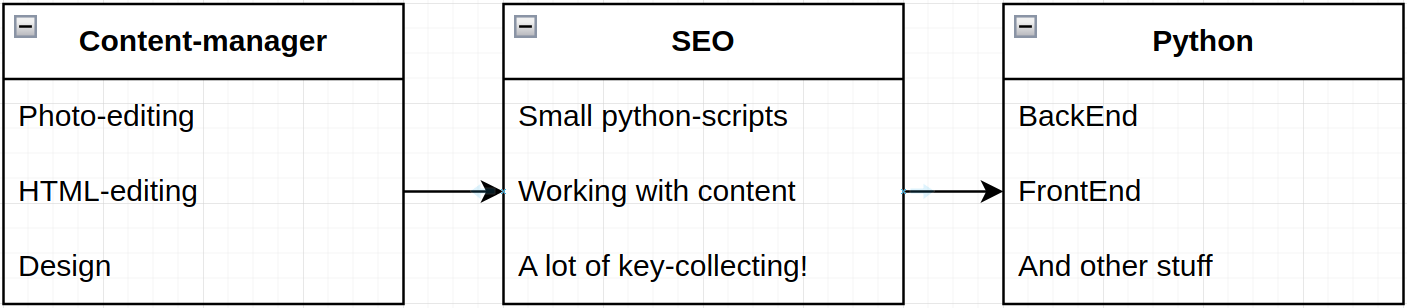 Content-manager
Photo-editing
HTML-editing
Design
SEO
Small python-scripts
Working with content
A lot of key-collecting!
Python
BackEnd
FrontEnd
And other stuff